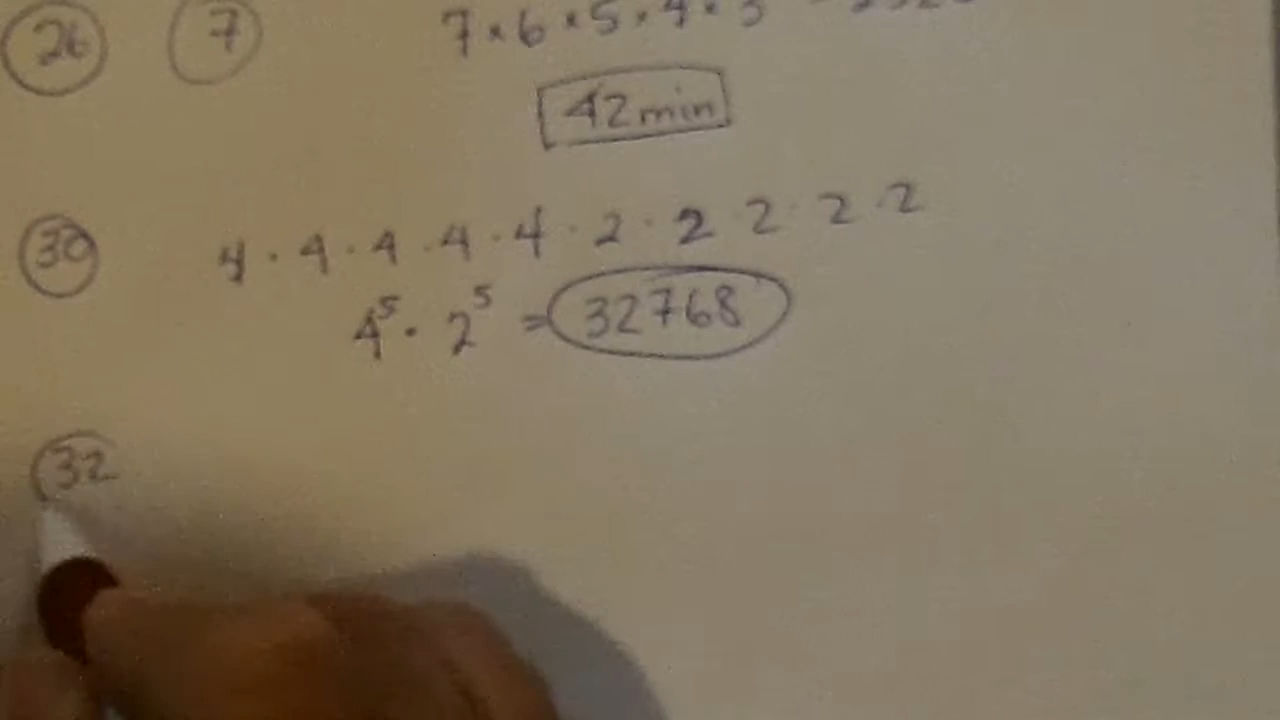 26 7 7 × 6 × 5 × 4 × 3
42 min
30 4 · 4 · 4 · 4 · 4 · 2 · 2 · 2 · 2 · 2
4⁵ · 2⁵ = 32768
32